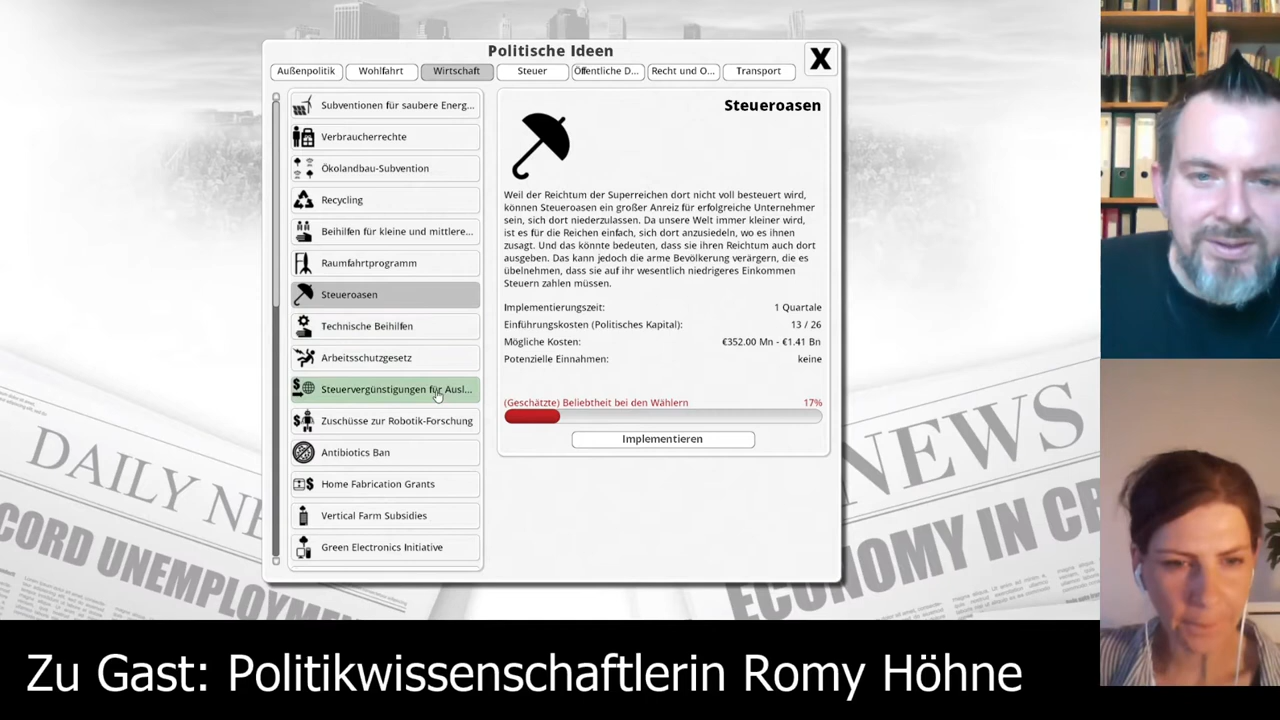 Politische Ideen
X
Außenpolitik
Wohlfahrt
Wirtschaft
Steuer
Öffentliche D...
Recht und O...
Transport
Subventionen für saubere Energ...
Verbraucherrechte
Ökolandbau-Subvention
Recycling
Beihilfen für kleine und mittlere...
Raumfahrtprogramm
Steueroasen
Technische Beihilfen
Arbeitsschutzgesetz
Steuervergünstigungen für Ausl...
Zuschüsse zur Robotik-Forschung
Antibiotics Ban
Home Fabrication Grants
Vertical Farm Subsidies
Green Electronics Initiative
Steueroasen
Weil der Reichtum der Superreichen dort nicht voll besteuert wird,
können Steueroasen ein großer Anreiz für erfolgreiche Unternehmer
sein, sich dort niederzulassen. Da unsere Welt immer kleiner wird,
ist es für die Reichen einfach, sich dort anzusiedeln, wo es ihnen
zusagt. Und das könnte bedeuten, dass sie ihren Reichtum auch dort
ausgeben. Das kann jedoch die arme Bevölkerung verärgern, die es
übelnehmen, dass sie auf ihr wesentlich niedrigeres Einkommen
Steuern zahlen müssen.
Implementierungszeit: 1 Quartale
Einführungskosten (Politisches Kapital): 13 / 26
Mögliche Kosten: €352.00 Mn - €1.41 Bn
Potenzielle Einnahmen: keine
(Geschätzte) Beliebtheit bei den Wählern 17%
Implementieren
DAILY NE
CORD UNEMPLOYM
NEWS
ECONOMY IN CR
Zu Gast: Politikwissenschaftlerin Romy Höhne